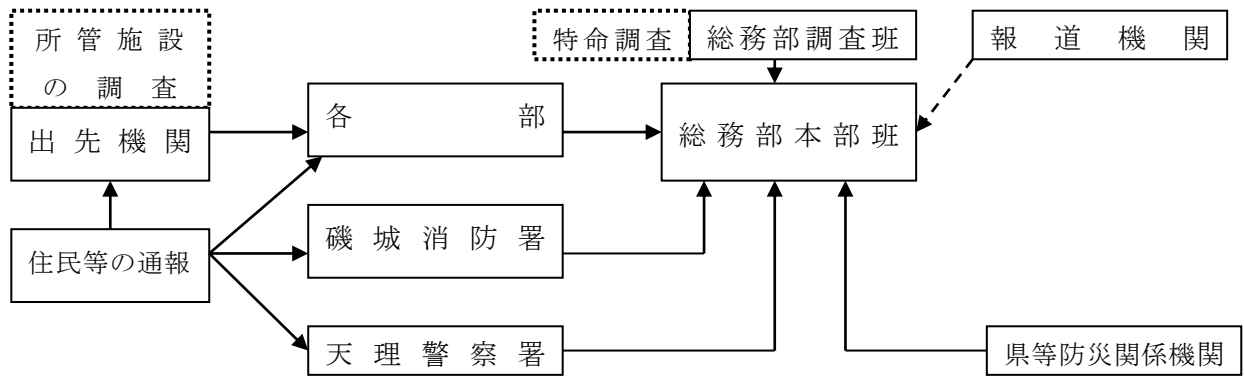 所管施設
の調査
出先機関
住民等の通報
各部
磯城消防署
天理警察署
特命調査
総務部調査班
総務部本部班
報道機関
県等防災関係機関